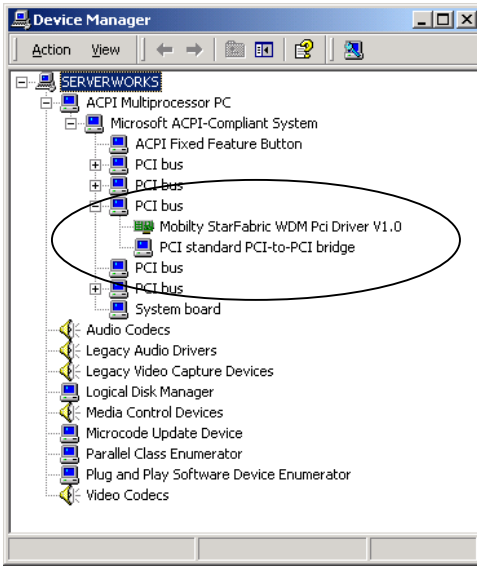 Device Manager
Action View
SERVERWORKS
ACPI Multiprocessor PC
Microsoft ACPI-Compliant System
ACPI Fixed Feature Button
PCI bus
PCI bus
PCI bus
Mobilty StarFabric WDM Pci Driver V1.0
PCI standard PCI-to-PCI bridge
PCI bus
PCI bus
System board
Audio Codecs
Legacy Audio Drivers
Legacy Video Capture Devices
Logical Disk Manager
Media Control Devices
Microcode Update Device
Parallel Class Enumerator
Plug and Play Software Device Enumerator
Video Codecs